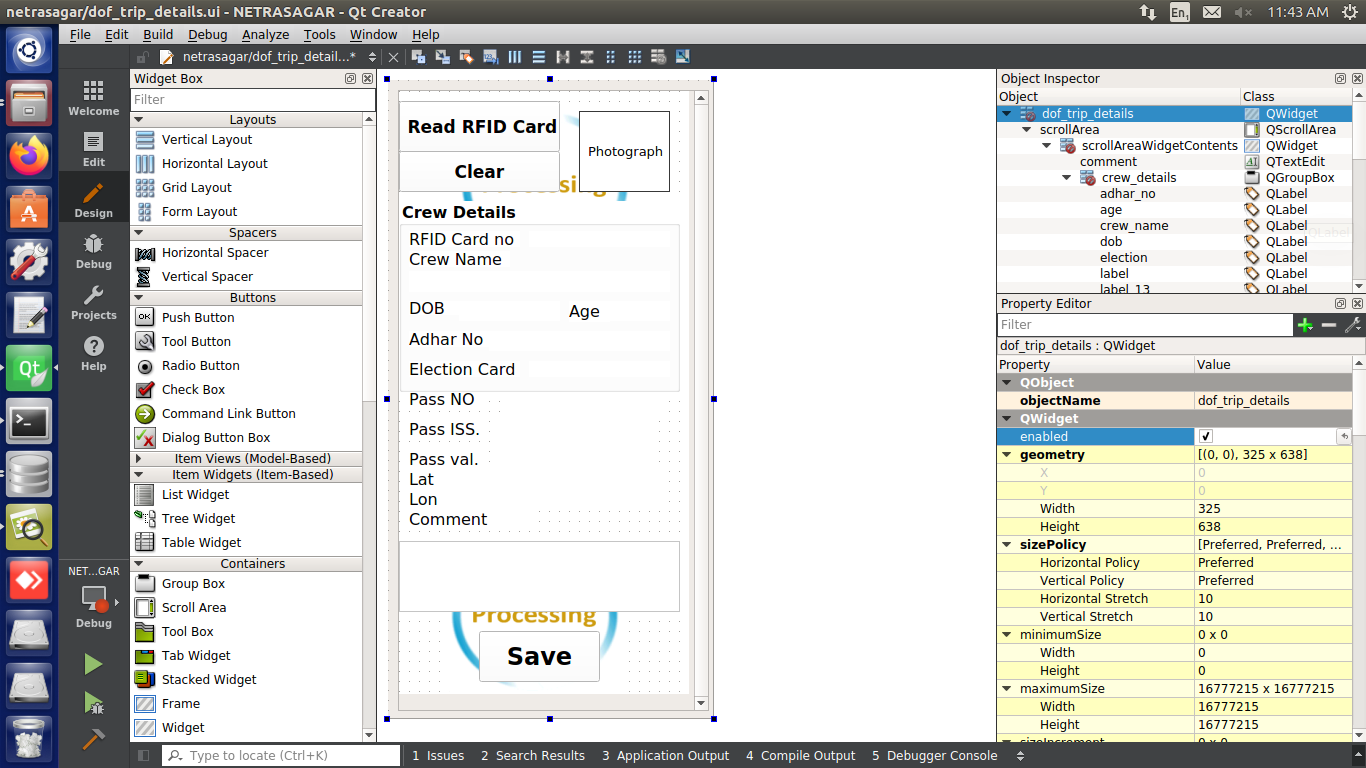 netrasagar/dof_trip_details.ui - NETRASAGAR - Qt Creator
En1
11:43 AM
File Edit Build Debug Analyze Tools Window Help
netrasagar/dof_trip_detail...*
Welcome
Edit
Design
Debug
Projects
Help
NET...GAR
Debug
Widget Box
Filter
Layouts
Vertical Layout
Horizontal Layout
Grid Layout
Form Layout
Spacers
Horizontal Spacer
Vertical Spacer
Buttons
OK
Push Button
Tool Button
Radio Button
Check Box
Command Link Button
Dialog Button Box
Item Views (Model-Based)
Item Widgets (Item-Based)
List Widget
Tree Widget
Table Widget
Containers
Group Box
Scroll Area
Tool Box
Tab Widget
Stacked Widget
Frame
Widget
Read RFID Card
Clear
Photograph
Processing
Crew Details
RFID Card no
Crew Name
DOB
Age
Adhar No
Election Card
Pass NO
Pass ISS.
Pass val.
Lat
Lon
Comment
Processing
Save
Object Inspector
Object Class
dof_trip_details QWidget
scrollArea QScrollArea
scrollAreaWidgetContents QWidget
comment AI QTextEdit
crew_details QGroupBox
adhar_no QLabel
age QLabel
crew_name QLabel
dob QLabel
QLabel
election QLabel
label QLabel
label_13 QLabel
Property Editor
Filter
dof_trip_details : QWidget
Property Value
QObject
objectName dof_trip_details
QWidget
enabled
geometry [(0, 0), 325 x 638]
X 0
Y 0
Width 325
Height 638
sizePolicy [Preferred, Preferred, ...
Horizontal Policy Preferred
Vertical Policy Preferred
Horizontal Stretch 10
Vertical Stretch 10
minimumSize 0 x 0
Width 0
Height 0
maximumSize 16777215 x 16777215
Width 16777215
Height 16777215
sizeIncrement 0 x 0
Type to locate (Ctrl+K)
1 Issues
2 Search Results
3 Application Output
4 Compile Output
5 Debugger Console